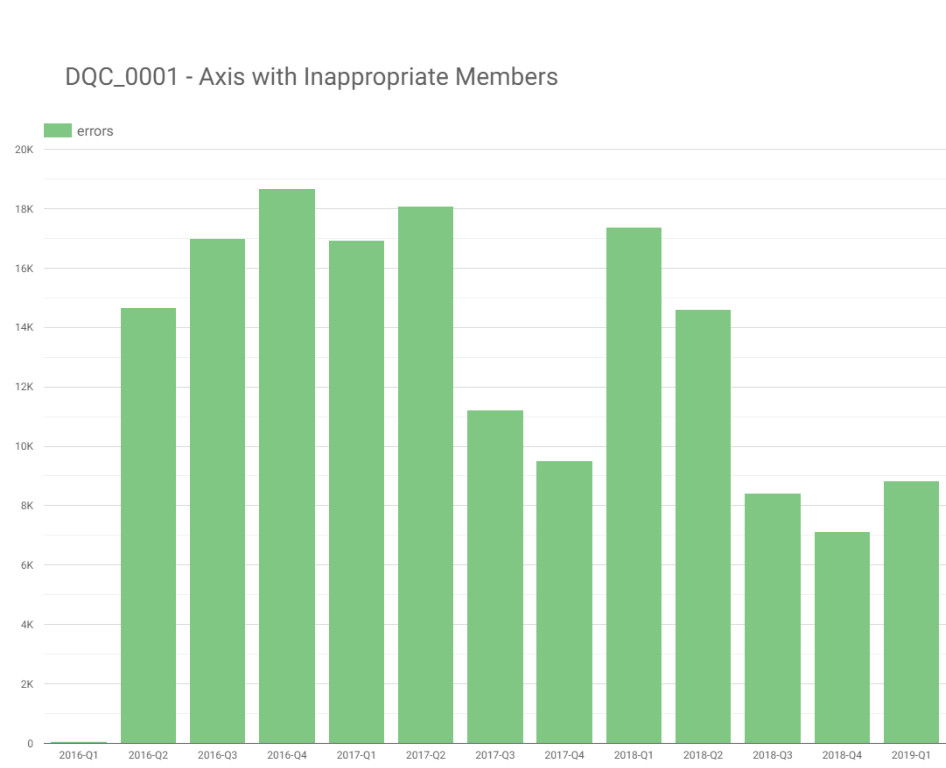 DQC_0001 - Axis with Inappropriate Members
errors
20K
18K
16K
14K
12K
10K
8K
6K
4K
2K
0
2016-Q1 2016-Q2 2016-Q3 2016-Q4 2017-Q1 2017-Q2 2017-Q3 2017-Q4 2018-Q1 2018-Q2 2018-Q3 2018-Q4 2019-Q1